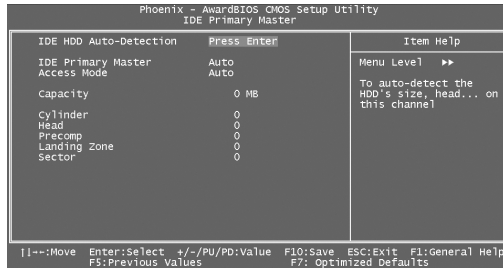 Phoenix - AwardBIOS CMOS Setup Utility
IDE Primary Master
IDE HDD Auto-Detection Press Enter
Item Help
IDE Primary Master Auto
Access Mode Auto
Capacity 0 MB
Cylinder 0
Head 0
Precomp 0
Landing Zone 0
Sector 0
Menu Level ▶▶
To auto-detect the
HDD's size, head... on
this channel
↑↓→←:Move Enter:Select +/-/PU/PD:Value F10:Save ESC:Exit F1:General Help
F5:Previous Values F7: Optimized Defaults